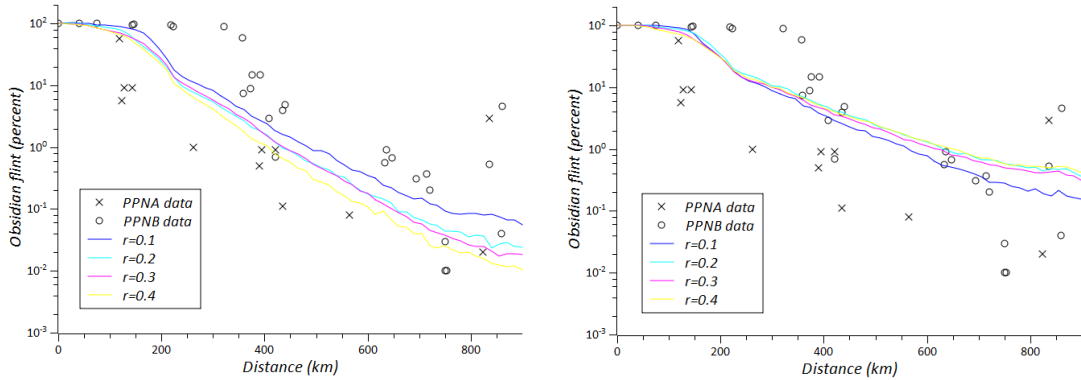 10²
10¹
10⁰
10⁻¹
10⁻²
10⁻³
Obsidian flint (percent)
× PPNA data
○ PPNB data
r=0.1
r=0.2
r=0.3
r=0.4
0 200 400 600 800
Distance (km)
10²
10¹
10⁰
10⁻¹
10⁻²
10⁻³
Obsidian flint (percent)
× PPNA data
○ PPNB data
r=0.1
r=0.2
r=0.3
r=0.4
0 200 400 600 800
Distance (km)